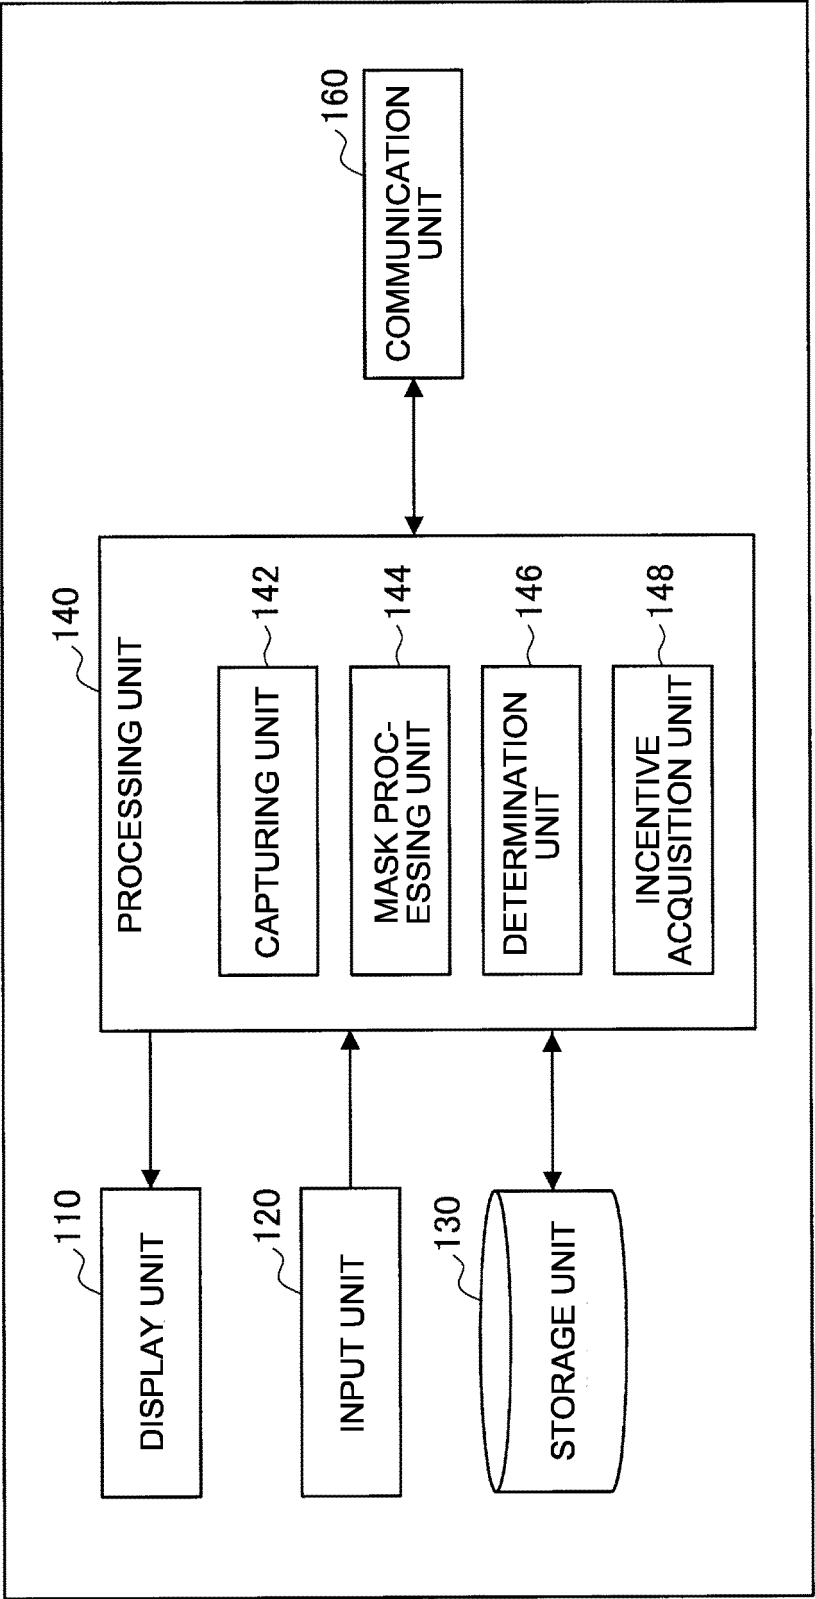 110
DISPLAY UNIT
120
INPUT UNIT
130
STORAGE UNIT
140
PROCESSING UNIT
142
CAPTURING UNIT
144
MASK PROC-
ESSING UNIT
146
DETERMINATION
UNIT
148
INCENTIVE
ACQUISITION UNIT
160
COMMUNICATION
UNIT